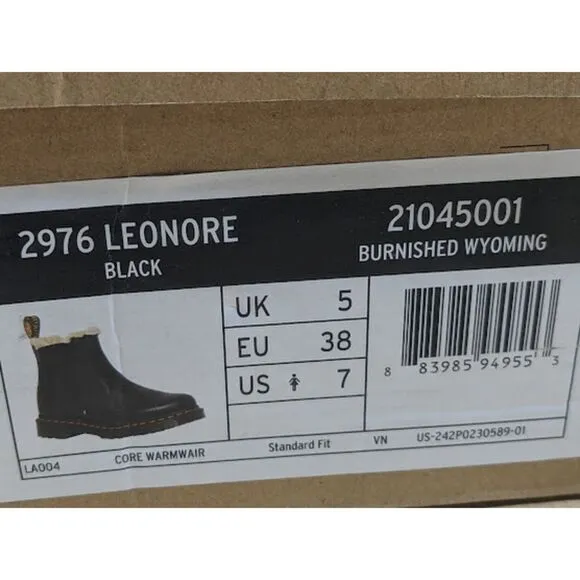 2976 LEONORE
BLACK
21045001
BURNISHED WYOMING
UK 5
EU 38
US 7
8 83985 94955 3
LA004 CORE WARMWAIR Standard Fit VN US-242P0230589-01